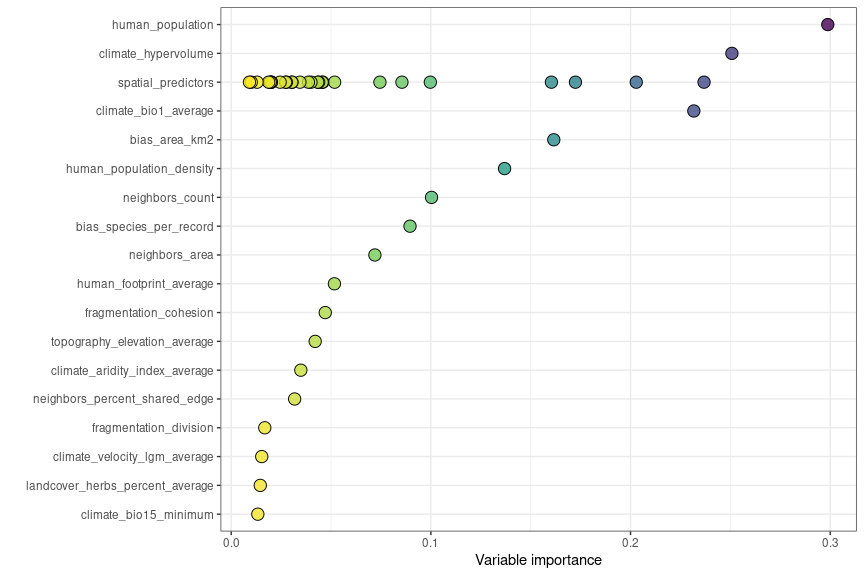 human_population
climate_hypervolume
spatial_predictors
climate_bio1_average
bias_area_km2
human_population_density
neighbors_count
bias_species_per_record
neighbors_area
human_footprint_average
fragmentation_cohesion
topography_elevation_average
climate_aridity_index_average
neighbors_percent_shared_edge
fragmentation_division
climate_velocity_lgm_average
landcover_herbs_percent_average
climate_bio15_minimum
0.0 0.1 0.2 0.3
Variable importance